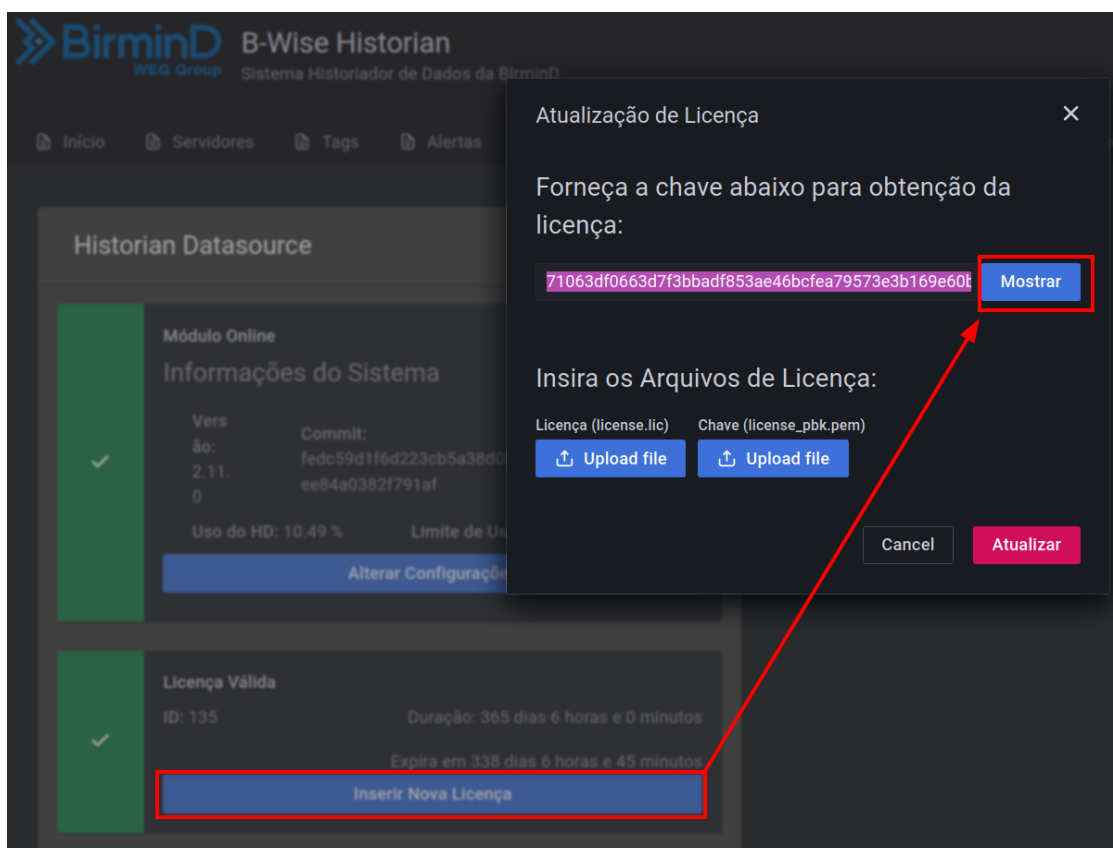 BirminD
WEG Group
B-Wise Historian
Sistema Historiador de Dados da BirminD
Início
Servidores
Tags
Alertas
Historian Datasource
Módulo Online
Informações do Sistema
Vers
ão:
2.11.
0
Commit:
fedc59d1f6d223cb5a38d0
ee84a0382f791af
Uso do HD: 10.49 %
Limite de Us
Alterar Configuraçõe
Licença Válida
ID: 135
Duração: 365 dias 6 horas e 0 minutos
Expira em 338 dias 6 horas e 45 minutos
Inserir Nova Licença
Atualização de Licença
Forneça a chave abaixo para obtenção da
licença:
71063df0663d7f3bbadf853ae46bcfea79573e3b169e60b
Mostrar
Insira os Arquivos de Licença:
Licença (license.lic)
Chave (license_pbk.pem)
Upload file
Upload file
Cancel
Atualizar